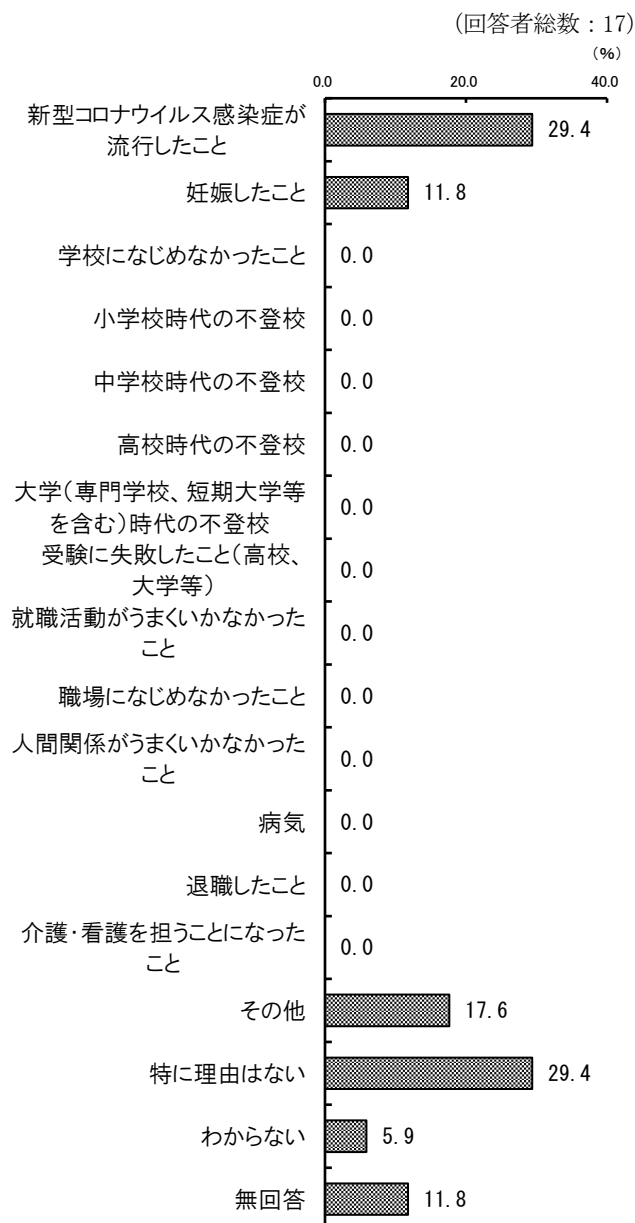 (回答者総数：17)
(%)
0.0 20.0 40.0
新型コロナウイルス感染症が
流行したこと
29.4
妊娠したこと 11.8
学校になじめなかったこと 0.0
小学校時代の不登校 0.0
中学校時代の不登校 0.0
高校時代の不登校 0.0
大学(専門学校、短期大学等
を含む)時代の不登校
0.0
受験に失敗したこと(高校、
大学等)
0.0
就職活動がうまくいかなかった
こと
0.0
職場になじめなかったこと 0.0
人間関係がうまくいかなかった
こと
0.0
病気 0.0
退職したこと 0.0
介護・看護を担うことになった
こと
0.0
その他 17.6
特に理由はない 29.4
わからない 5.9
無回答 11.8